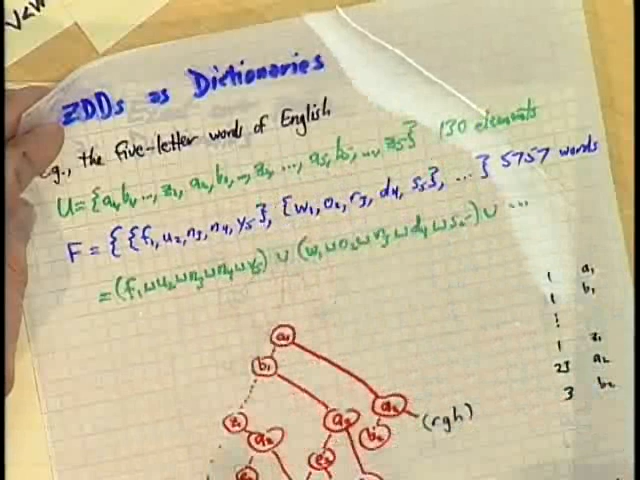 ZDDs as Dictionaries
e.g., the five-letter words of English
U = {a₁, b₁, ..., z₁, a₂, b₂, ..., z₂, ..., a₅, b₅, ..., z₅} 130 elements
F = { {f₁, u₂, n₃, n₄, y₅}, {w₁, o₂, r₃, d₄, s₅}, ... } 5757 words
= (f₁ ⊔ u₂ ⊔ n₃ ⊔ n₄ ⊔ y₅) ∪ (w₁ ⊔ o₂ ⊔ r₃ ⊔ d₄ ⊔ s₅) ∪ ...
1 a₁
1 b₁
⋮
1 z₁
23 a₂
3 b₂
a₁
b₁
a₂
(rgh)
z₁
a₂
a₂
b₂
e₂